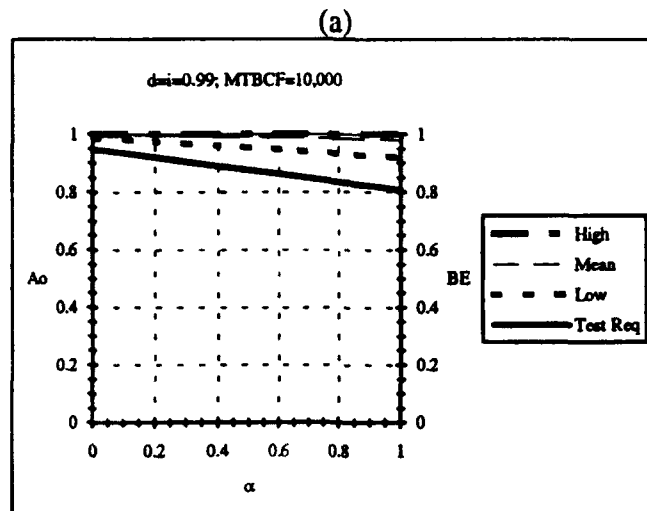 (a)
d=i=0.99; MTBCF=10,000
1 1
0.8 0.8
0.6 0.6
Ao 0.4 0.4 BE
0.2 0.2
0 0
0 0.2 0.4 0.6 0.8 1
α
High
Mean
Low
Test Req